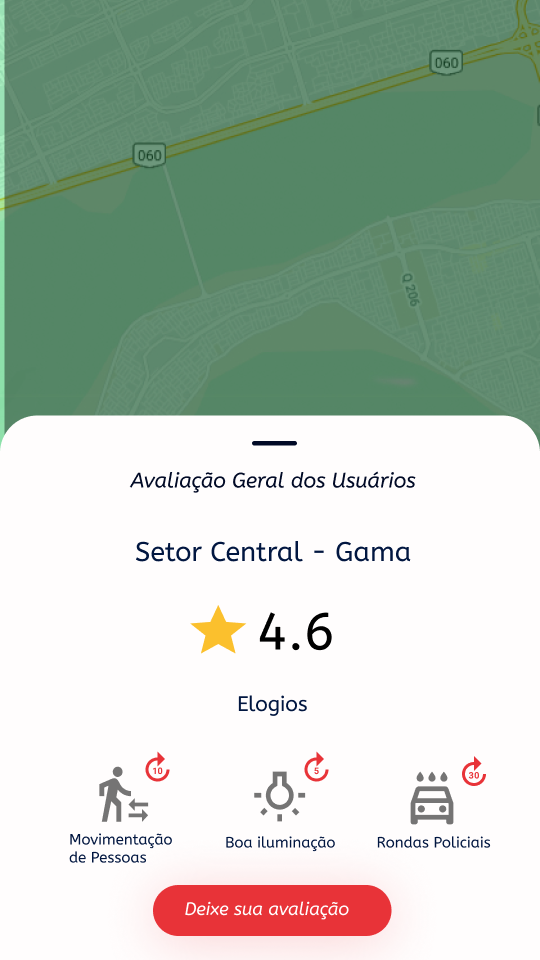 060
060
Q 206
Avaliação Geral dos Usuários
Setor Central - Gama
4.6
Elogios
10
5
30
Movimentação
de Pessoas
Boa iluminação
Rondas Policiais
Deixe sua avaliação